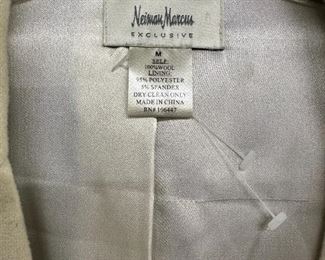 Neiman Marcus
EXCLUSIVE
M
SELF:
100%WOOL
LINING:
95% POLYESTER
5% SPANDEX
DRY CLEAN ONLY
MADE IN CHINA
RN# 106447